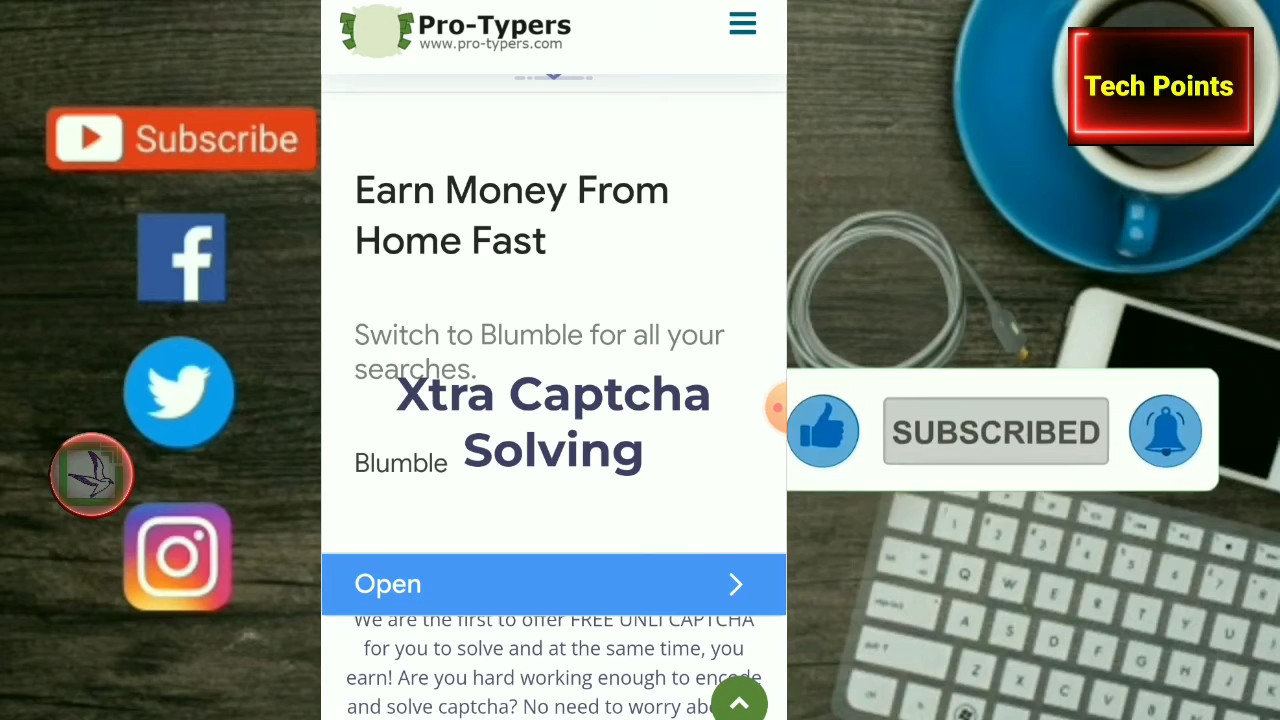 Pro-Typers
www.pro-typers.com
Tech Points
Subscribe
Earn Money From
Home Fast
Switch to Blumble for all your
searches.
Xtra Captcha
Solving
Blumble
SUBSCRIBED
Open
We are the first to offer FREE UNLI CAPTCHA
for you to solve and at the same time, you
earn! Are you hard working enough to encode
and solve captcha? No need to worry
Q W E R T Y U
A S D F G H J K
Z X C V B N